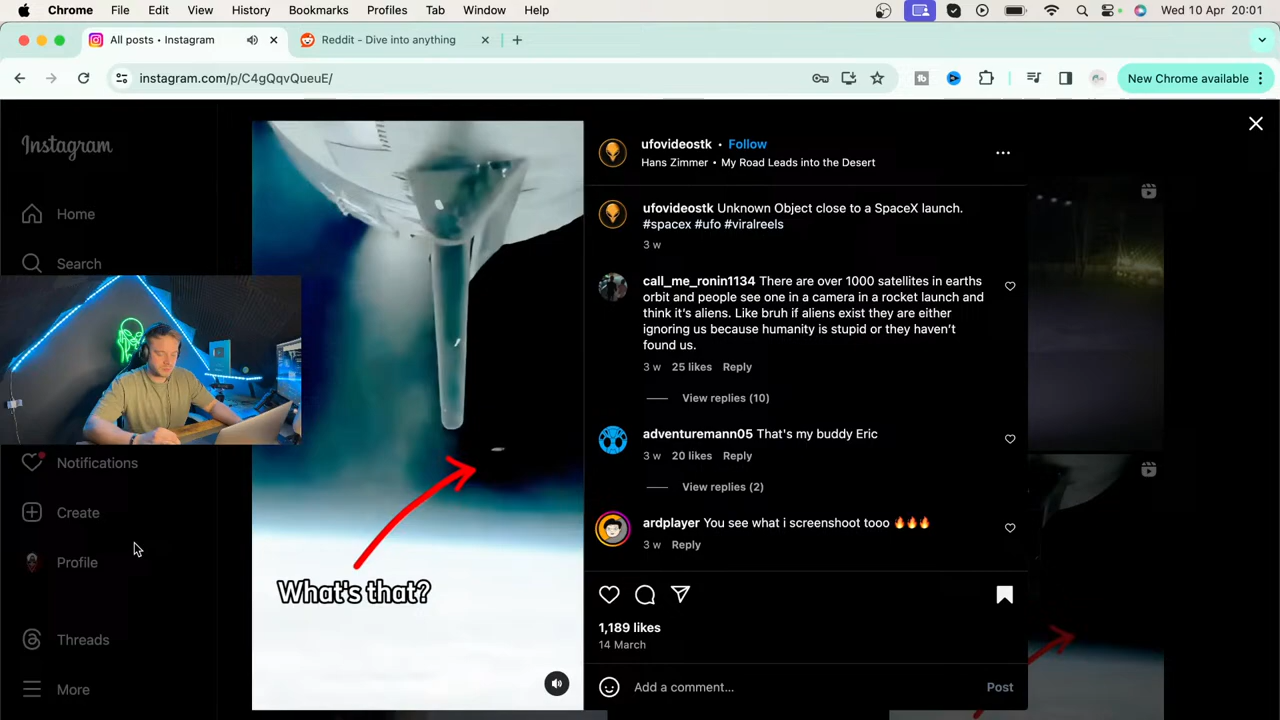 Chrome File Edit View History Bookmarks Profiles Tab Window Help Wed 10 Apr 20:01
All posts • Instagram
Reddit - Dive into anything
instagram.com/p/C4gQqvQueuE/
New Chrome available
Instagram
Home
Search
Notifications
Create
Profile
Threads
More
What's that?
ufovideostk • Follow
Hans Zimmer • My Road Leads into the Desert
ufovideostk Unknown Object close to a SpaceX launch.
#spacex #ufo #viralreels
3 w
call_me_ronin1134 There are over 1000 satellites in earths
orbit and people see one in a camera in a rocket launch and
think it’s aliens. Like bruh if aliens exist they are either
ignoring us because humanity is stupid or they haven’t
found us.
3 w 25 likes Reply
View replies (10)
adventuremann05 That's my buddy Eric
3 w 20 likes Reply
View replies (2)
ardplayer You see what i screenshoot tooo 🔥🔥🔥
3 w Reply
1,189 likes
14 March
Add a comment... Post